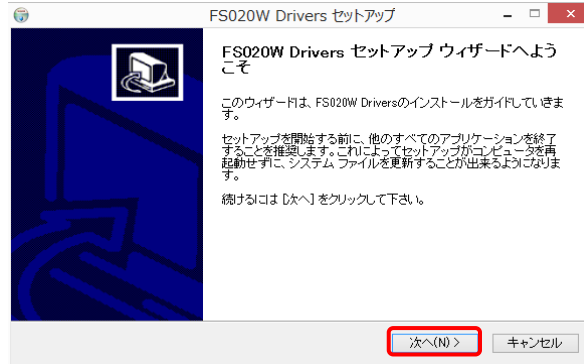 FS020W Drivers セットアップ
FS020W Drivers セットアップ ウィザードへよう
こそ
このウィザードは、FS020W Driversのインストールをガイドしていきま
す。
セットアップを開始する前に、他のすべてのアプリケーションを終了
することを推奨します。これによってセットアップがコンピュータを再
起動せずに、システム ファイルを更新することが出来るようになりま
す。
続けるには [次へ] をクリックして下さい。
次へ(N) >
キャンセル